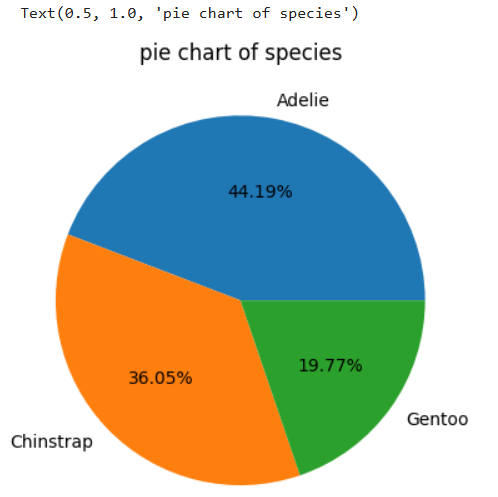 Text(0.5, 1.0, 'pie chart of species')
pie chart of species
Adelie
44.19%
36.05%
19.77%
Chinstrap
Gentoo